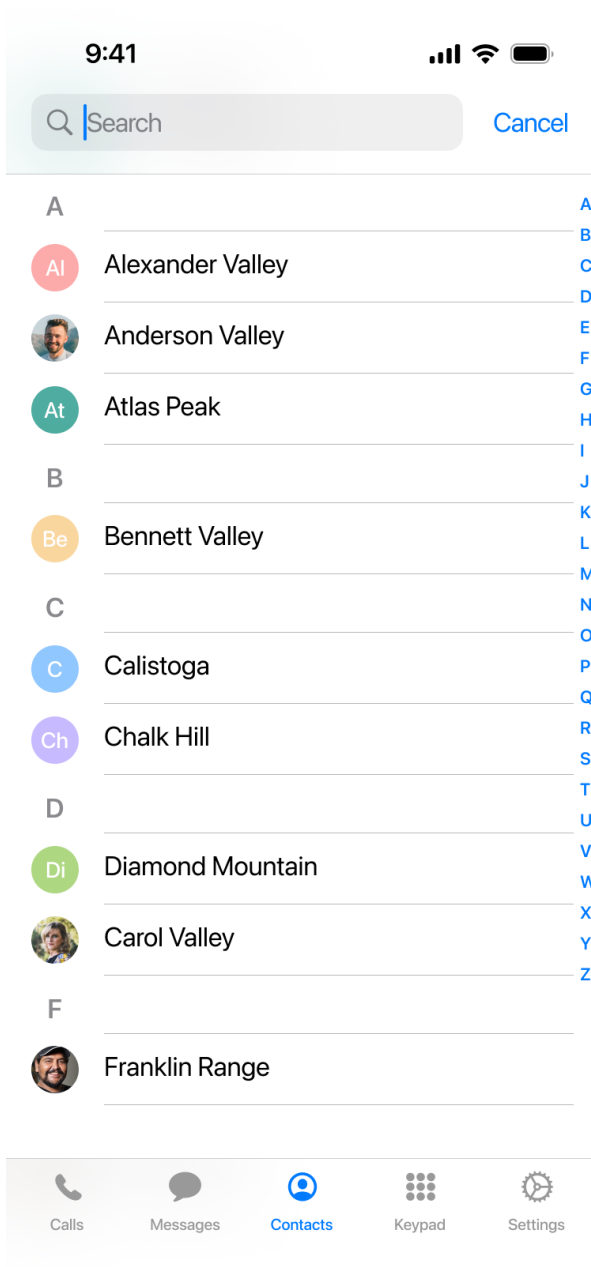 9:41
Search
Cancel
A
Al Alexander Valley
Anderson Valley
At Atlas Peak
B
Be Bennett Valley
C
C Calistoga
Ch Chalk Hill
D
Di Diamond Mountain
Carol Valley
F
Franklin Range
A
B
C
D
E
F
G
H
I
J
K
L
M
N
O
P
Q
R
S
T
U
V
W
X
Y
Z
Calls Messages Contacts Keypad Settings